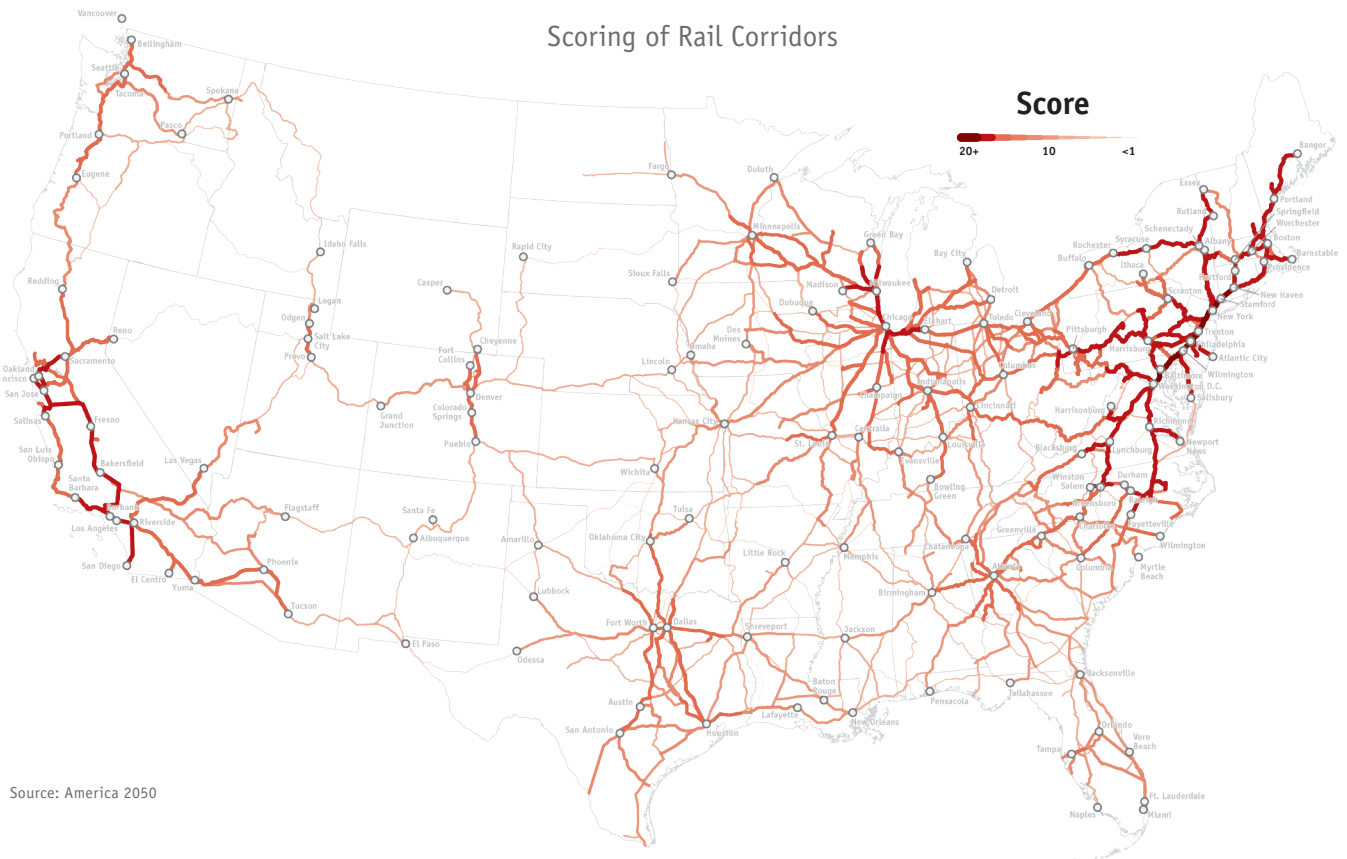 Vancouver
Bellingham
Scoring of Rail Corridors
Seattle
Tacoma
Spokane
Score
20+ 10 <1
Pasco
Portland
Eugene
Fargo
Duluth
Bangor
Essex
Portland
Rutland
Springfield
Worchester
Schenectady
Boston
Minneapolis
Green Bay
Syracuse
Albany
Rochester
Barnstable
Idaho Falls
Rapid City
Bay City
Buffalo
Ithaca
Hartford
Providence
Sioux Falls
Madison
Milwaukee
Redding
Casper
Detroit
Scranton
New Haven
Stamford
Dubuque
Logan
New York
Odgen
Chicago
Elkhart
Toledo
Cleveland
Pittsburgh
Trenton
Reno
Salt Lake
City
Des
Moines
Harrisburg
Philadelphia
Provo
Cheyenne
Omaha
Atlantic City
Sacramento
Fort
Collins
Lincoln
Columbus
Baltimore
Wilmington
Oakland
ncisco
Indianapolis
Washington D.C.
San Jose
Denver
Champaign
Salisbury
Grand
Junction
Colorado
Springs
Cincinnati
Harrisonburg
Salinas
Fresno
Kansas City
Richmond
Pueblo
St. Louis
Centralia
Louisville
Newport
News
San Luis
Obispo
Bakersfield
Las Vegas
Evansville
Blacksburg
Lynchburg
Wichita
Santa
Barbara
Bowling
Green
Winston
Salem
Durham
Raleigh
Burbank
Flagstaff
Santa Fe
Tulsa
Greensboro
Los Angeles
Riverside
Charlotte
Fayetteville
Albuquerque
Amarillo
Oklahoma City
Greenville
Wilmington
Chatanooga
San Diego
El Centro
Phoenix
Little Rock
Memphis
Columbia
Myrtle
Beach
Yuma
Atlanta
Lubbock
Birmingham
Tucson
Fort Worth
Dallas
Shreveport
Jackson
El Paso
Odessa
Jacksonville
Baton
Rouge
Tallahassee
Austin
Lafayette
New Orleans
Pensacola
San Antonio
Houston
Orlando
Vero
Beach
Tampa
Source: America 2050
Ft. Lauderdale
Naples
Miami